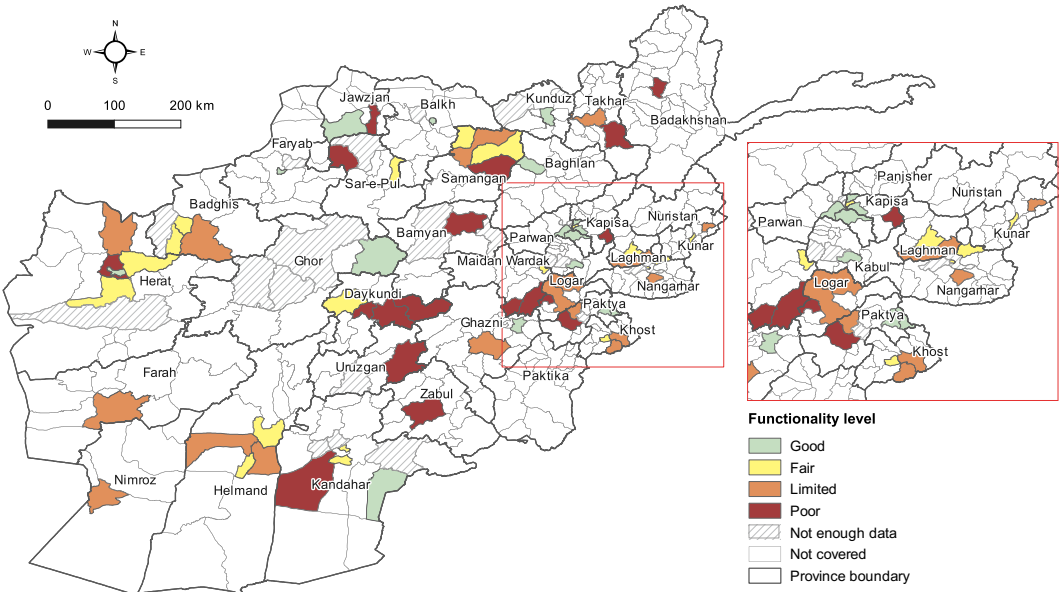 N
W E
S
0 100 200 km
Jawzjan
Balkh
Kunduz
Takhar
Badakhshan
Faryab
Sar-e-Pul
Samangan
Baghlan
Badghis
Bamyan
Parwan
Kapisa
Nuristan
Kunar
Laghman
Maidan Wardak
Nangarhar
Ghor
Herat
Daykundi
Logar
Paktya
Ghazni
Khost
Farah
Uruzgan
Paktika
Zabul
Nimroz
Helmand
Kandahar
Panjsher
Nuristan
Kapisa
Parwan
Kunar
Laghman
Kabul
Logar
Nangarhar
Paktya
Khost
Functionality level
Good
Fair
Limited
Poor
Not enough data
Not covered
Province boundary